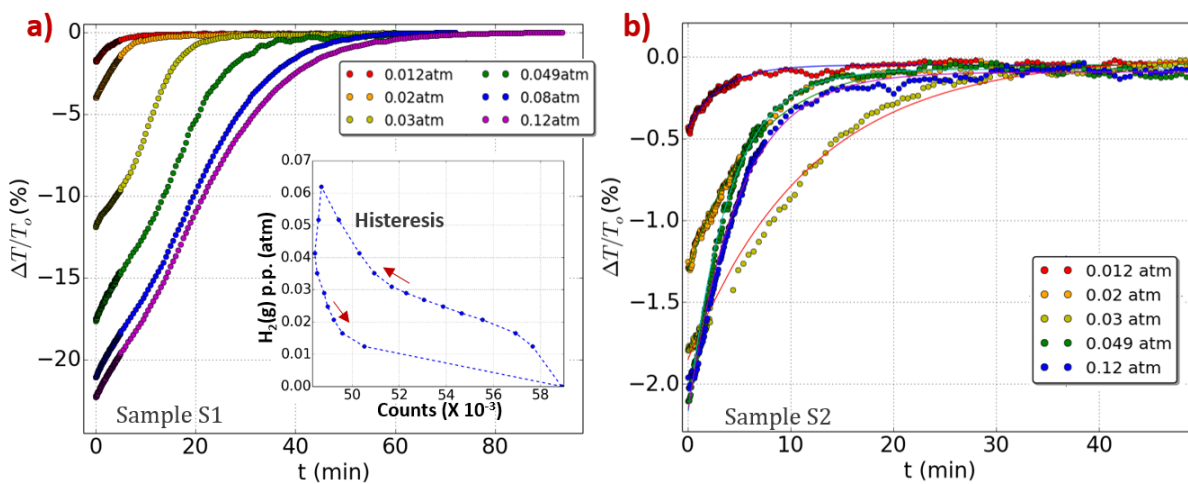 a)
0
−5
−10
−15
−20
ΔT/Tₒ (%)
0.012atm
0.02atm
0.03atm
0.049atm
0.08atm
0.12atm
0.07
0.06
0.05
0.04
0.03
0.02
0.01
0.00
H₂(g) p.p. (atm)
Histeresis
50 52 54 56 58
Counts (X 10⁻³)
Sample S1
0 20 40 60 80
t (min)
b)
0.0
−0.5
−1.0
−1.5
−2.0
ΔT/Tₒ (%)
0.012 atm
0.02 atm
0.03 atm
0.049 atm
0.12 atm
Sample S2
0 10 20 30 40
t (min)